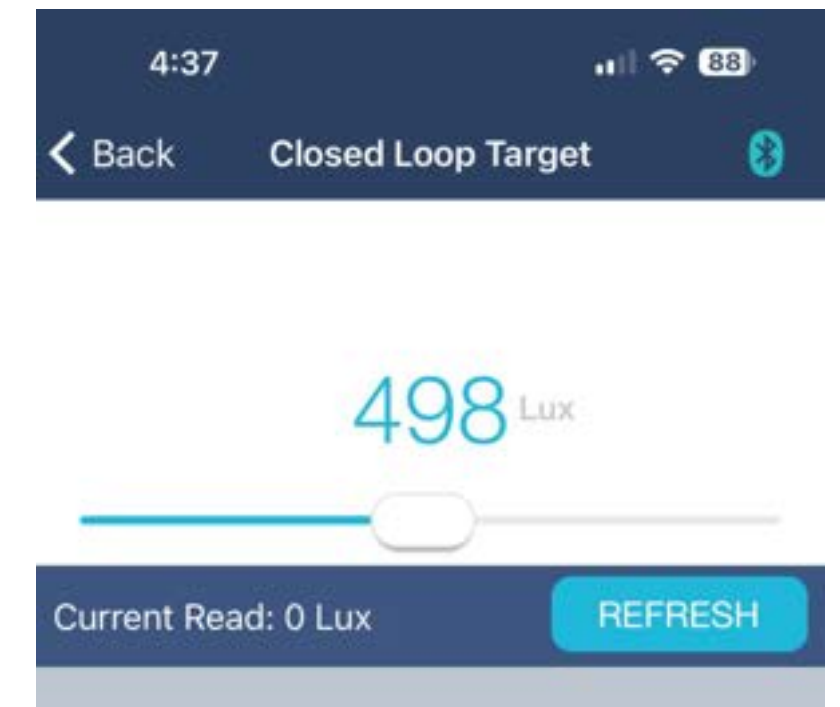 4:37 88
Back Closed Loop Target
498 Lux
Current Read: 0 Lux REFRESH